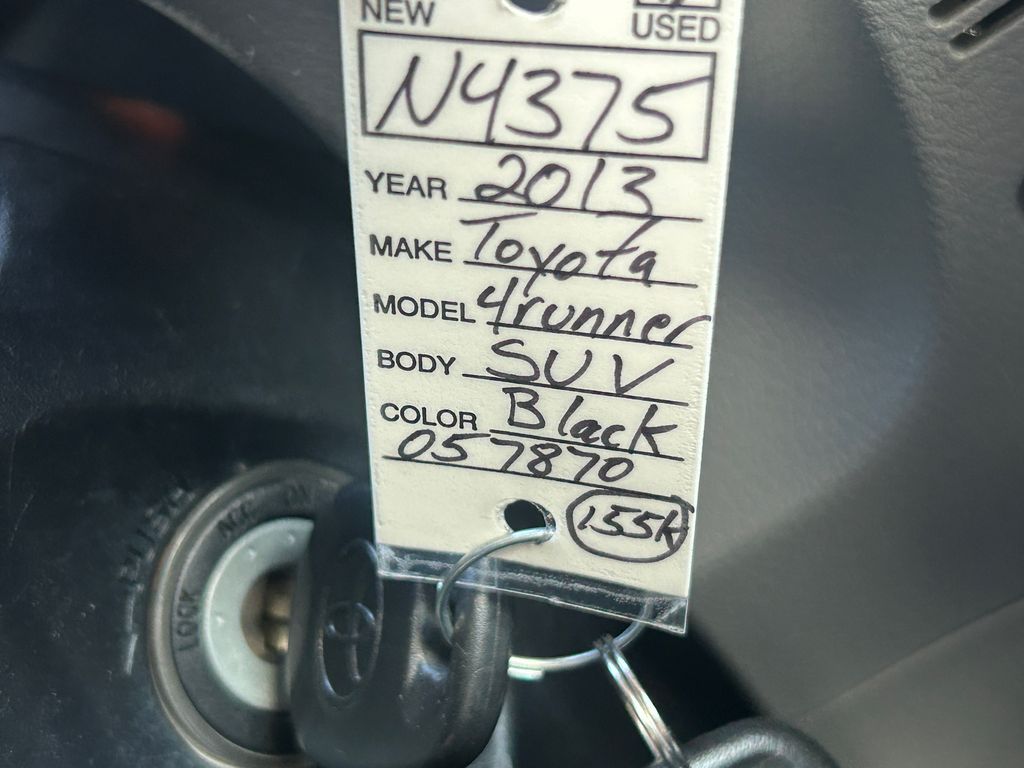 NEW USED
N4375
YEAR 2013
MAKE Toyota
MODEL 4runner
BODY SUV
COLOR Black
057870
155K
ON
ACC
LOCK